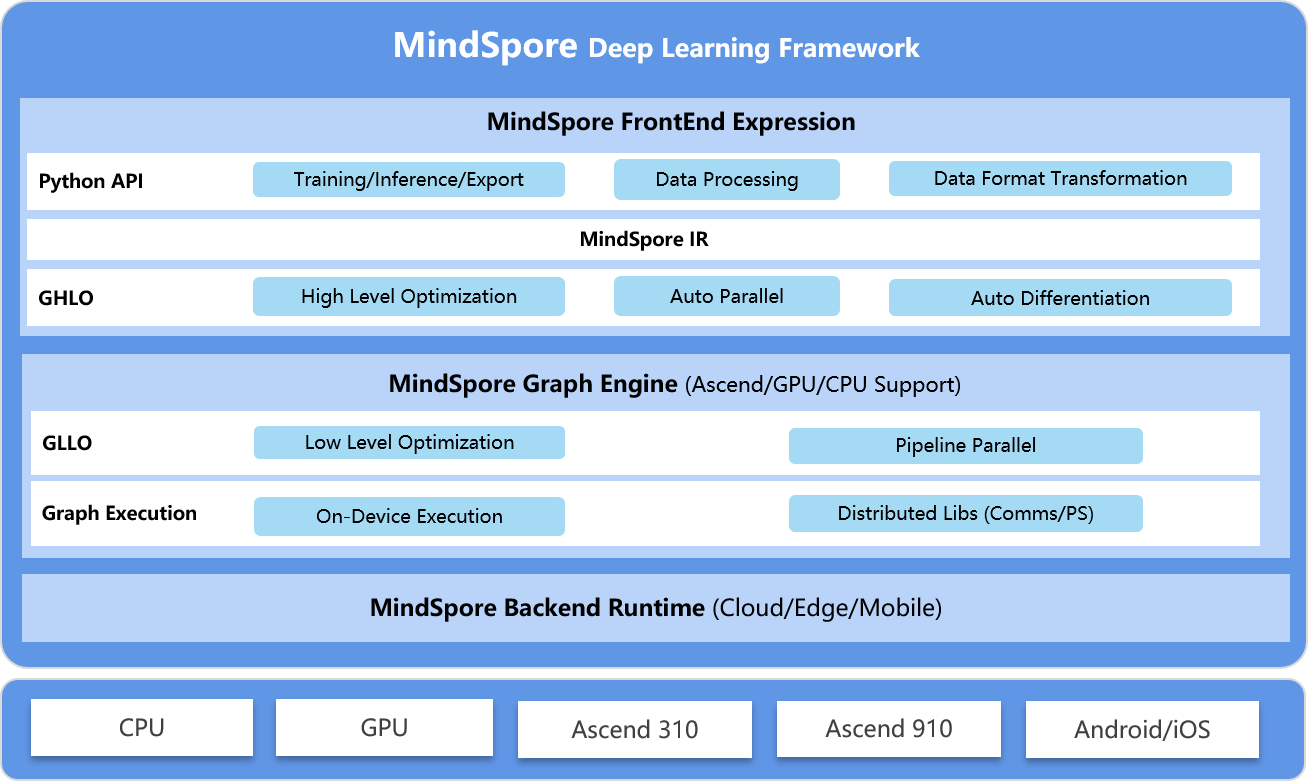 MindSpore Deep Learning Framework
MindSpore FrontEnd Expression
Python API
Training/Inference/Export
Data Processing
Data Format Transformation
MindSpore IR
GHLO
High Level Optimization
Auto Parallel
Auto Differentiation
MindSpore Graph Engine (Ascend/GPU/CPU Support)
GLLO
Low Level Optimization
Pipeline Parallel
Graph Execution
On-Device Execution
Distributed Libs (Comms/PS)
MindSpore Backend Runtime (Cloud/Edge/Mobile)
CPU
GPU
Ascend 310
Ascend 910
Android/iOS